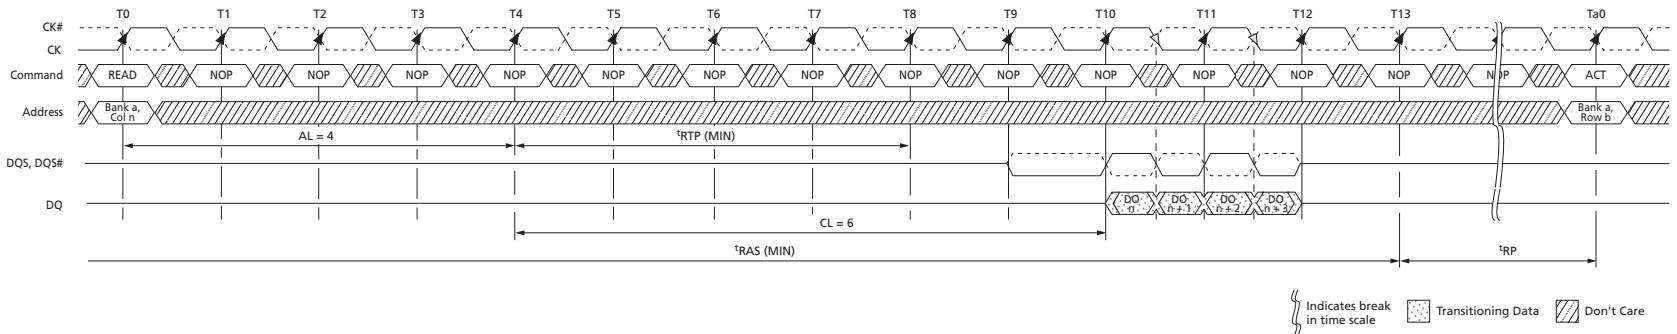 T0 T1 T2 T3 T4 T5 T6 T7 T8 T9 T10 T11 T12 T13 Ta0
CK#
CK
Command READ NOP NOP NOP NOP NOP NOP NOP NOP NOP NOP NOP NOP NOP NOP ACT
Address Bank a, Col n Bank a, Row b
AL = 4 tRTP (MIN)
DQS, DQS#
DQ DO n DO n + 1 DO n + 2 DO n + 3
CL = 6
tRAS (MIN) tRP
Indicates break in time scale Transitioning Data Don't Care